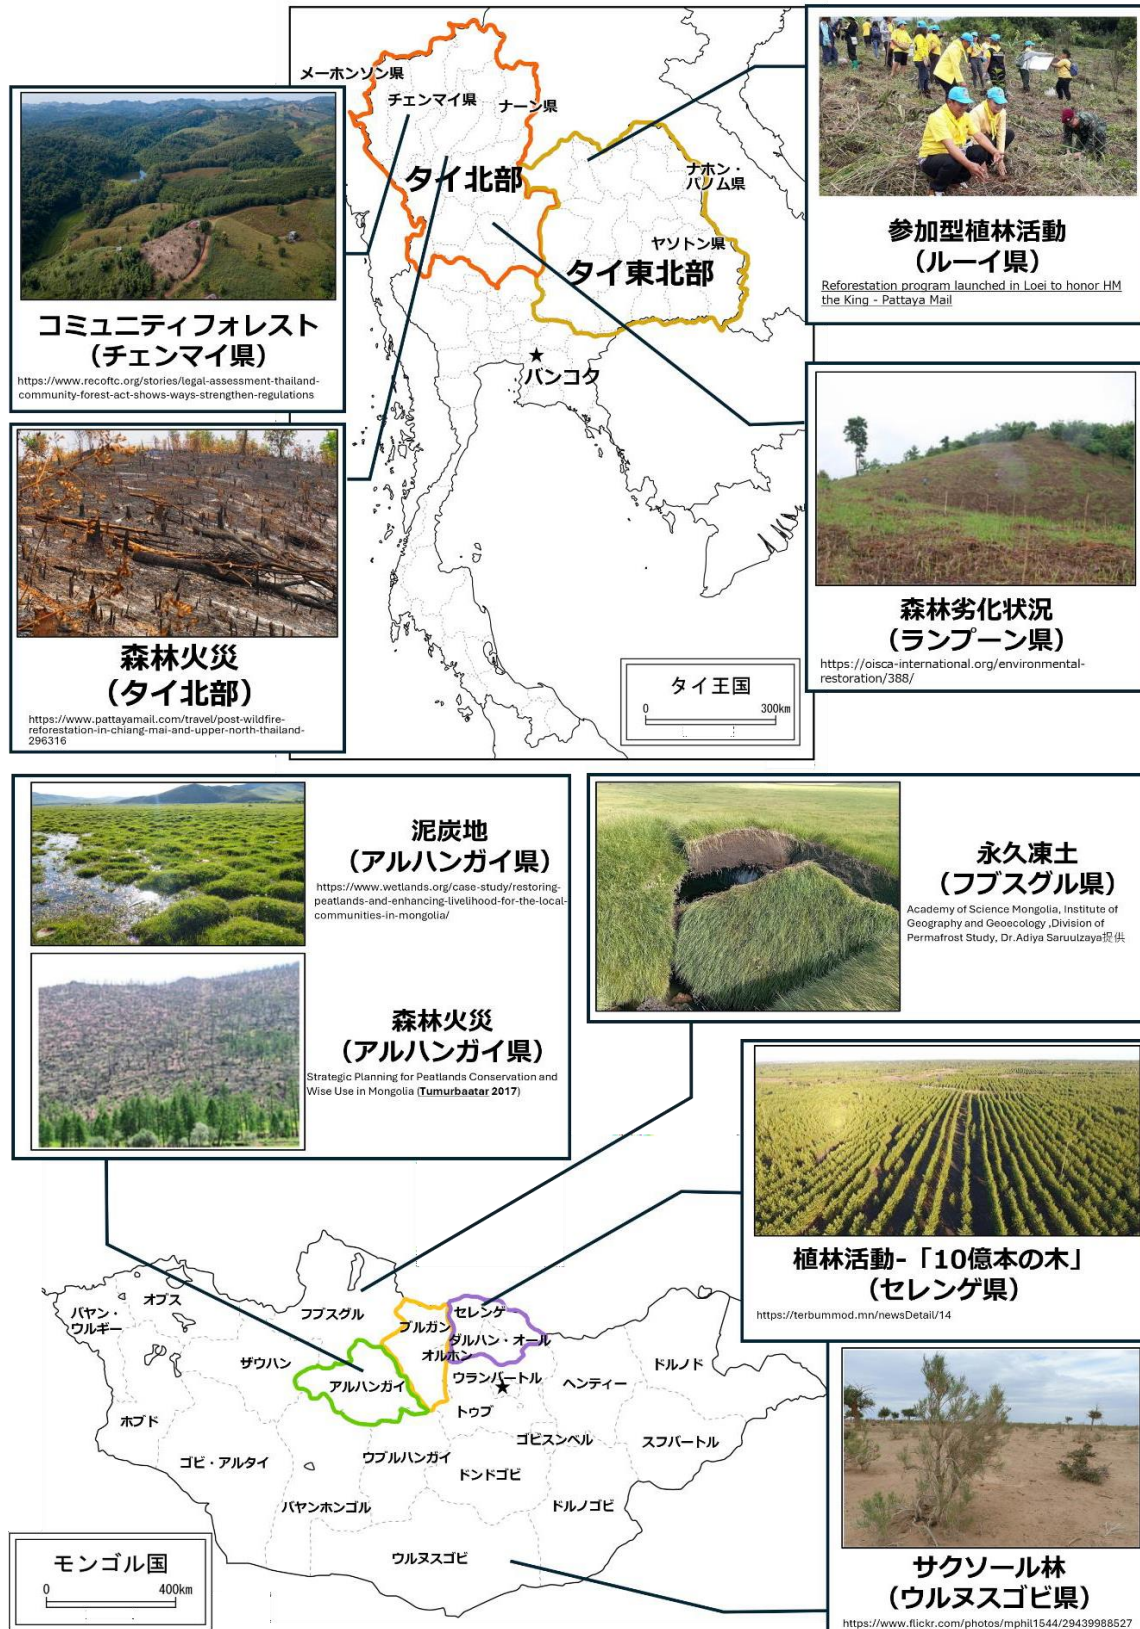 メーホンソン県
チェンマイ県
ナーン県
タイ北部
ナホン・
パノム県
ヤソトン県
タイ東北部
バンコク
コミュニティフォレスト
(チェンマイ県)
https://www.recoftc.org/stories/legal-assessment-thailand-
community-forest-act-shows-ways-strengthen-regulations
参加型植林活動
(ルーイ県)
Reforestation program launched in Loei to honor HM
the King - Pattaya Mail
森林火災
(タイ北部)
https://www.pattayamail.com/travel/post-wildfire-
reforestation-in-chiang-mai-and-upper-north-thailand-
296316
森林劣化状況
(ランプーン県)
https://oisca-international.org/environmental-
restoration/388/
タイ王国
0 300km
泥炭地
(アルハンガイ県)
https://www.wetlands.org/case-study/restoring-
peatlands-and-enhancing-livelihood-for-the-local-
communities-in-mongolia/
森林火災
(アルハンガイ県)
Strategic Planning for Peatlands Conservation and
Wise Use in Mongolia (Tumurbaatar 2017)
永久凍土
(フブスグル県)
Academy of Science Mongolia, Institute of
Geography and Geoecology ,Division of
Permafrost Study, Dr.Adiya Saruulzaya提供
植林活動-「10億本の木」
(セレンゲ県)
https://terbummod.mn/newsDetail/14
バヤン・
ウルギー
オブス
フブスグル
ブルガン
セレンゲ
ダルハン・オール
オルホン
ザウハン
アルハンガイ
ウランバートル
ヘンティー
ドルノド
ホブド
トゥブ
ゴビスンベル
スフバートル
ゴビ・アルタイ
ウブルハンガイ
ドンドゴビ
バヤンホンゴル
ドルノゴビ
ウルヌスゴビ
モンゴル国
0 400km
サクソール林
(ウルヌスゴビ県)
https://www.flickr.com/photos/mphil1544/29439988527